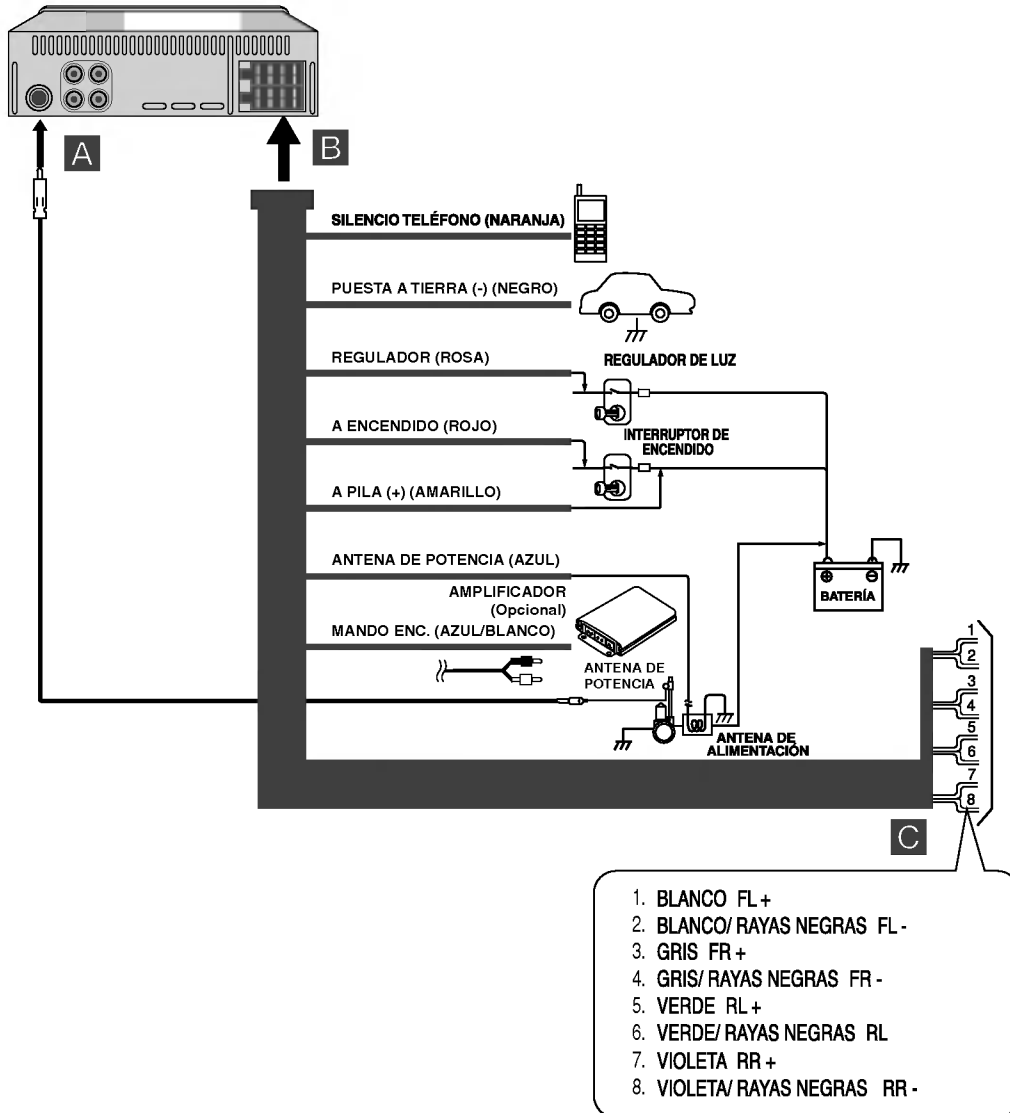 A
B
SILENCIO TELÉFONO (NARANJA)
PUESTA A TIERRA (-) (NEGRO)
REGULADOR (ROSA)
REGULADOR DE LUZ
A ENCENDIDO (ROJO)
INTERRUPTOR DE
ENCENDIDO
A PILA (+) (AMARILLO)
ANTENA DE POTENCIA (AZUL)
AMPLIFICADOR
(Opcional)
MANDO ENC. (AZUL/BLANCO)
BATERÍA
ANTENA DE
POTENCIA
ANTENA DE
ALIMENTACIÓN
1
2
3
4
5
6
7
8
C
1. BLANCO FL +
2. BLANCO/ RAYAS NEGRAS FL -
3. GRIS FR +
4. GRIS/ RAYAS NEGRAS FR -
5. VERDE RL +
6. VERDE/ RAYAS NEGRAS RL
7. VIOLETA RR +
8. VIOLETA/ RAYAS NEGRAS RR -